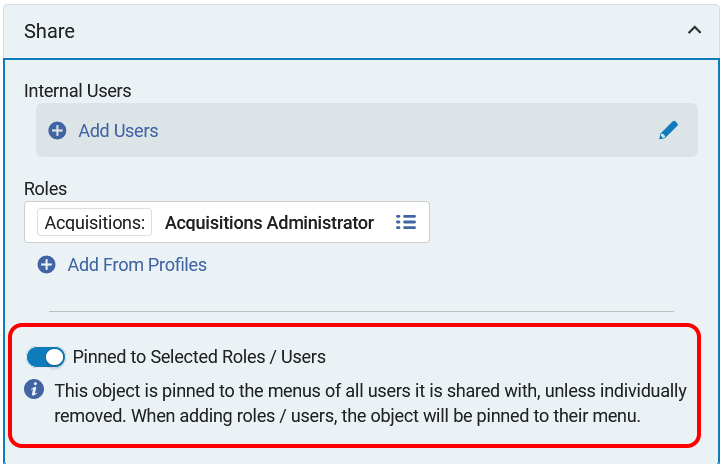 Share
Internal Users
Add Users
Roles
Acquisitions: Acquisitions Administrator
Add From Profiles
Pinned to Selected Roles / Users
This object is pinned to the menus of all users it is shared with, unless individually
removed. When adding roles / users, the object will be pinned to their menu.